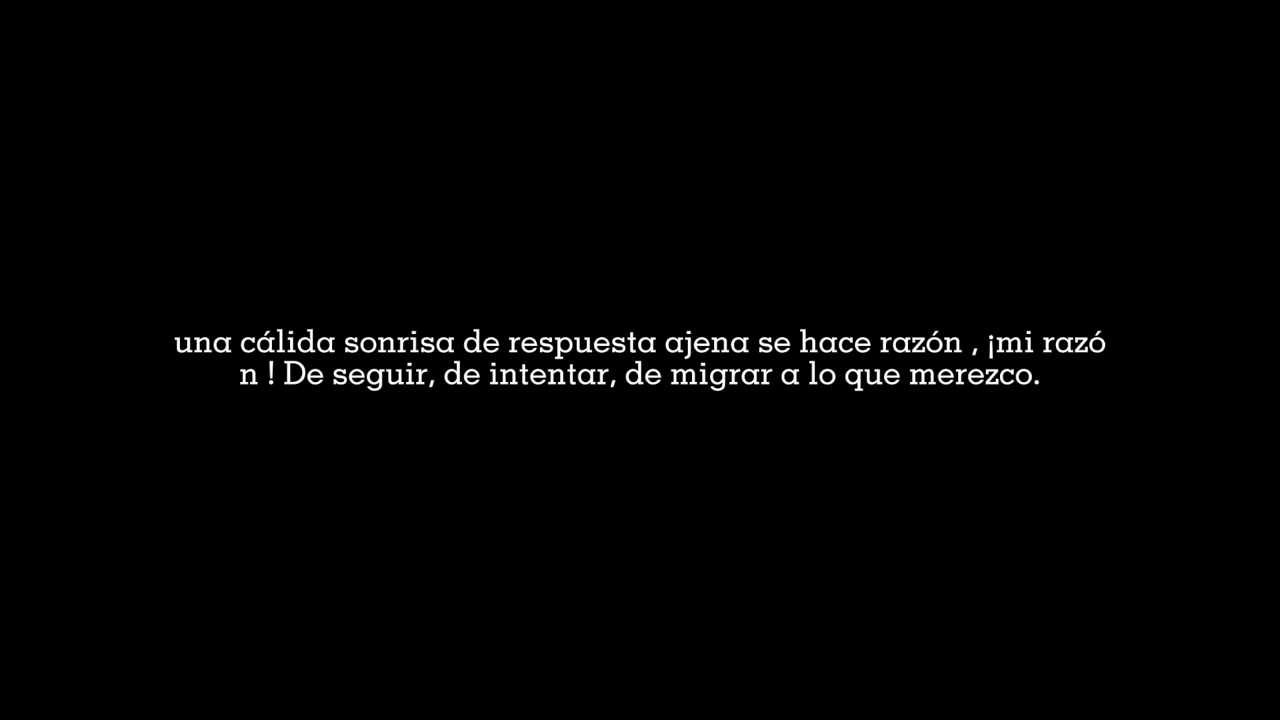 una cálida sonrisa de respuesta ajena se hace razón , ¡mi razó
n ! De seguir, de intentar, de migrar a lo que merezco.